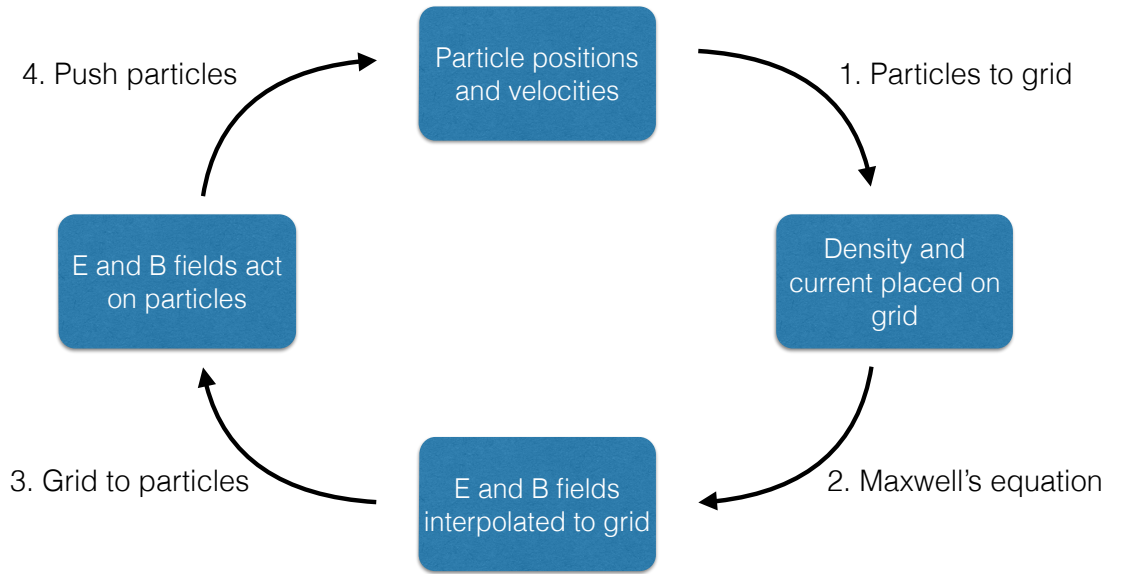 Particle positions
and velocities
1. Particles to grid
Density and
current placed on
grid
2. Maxwell’s equation
E and B fields
interpolated to grid
3. Grid to particles
E and B fields act
on particles
4. Push particles